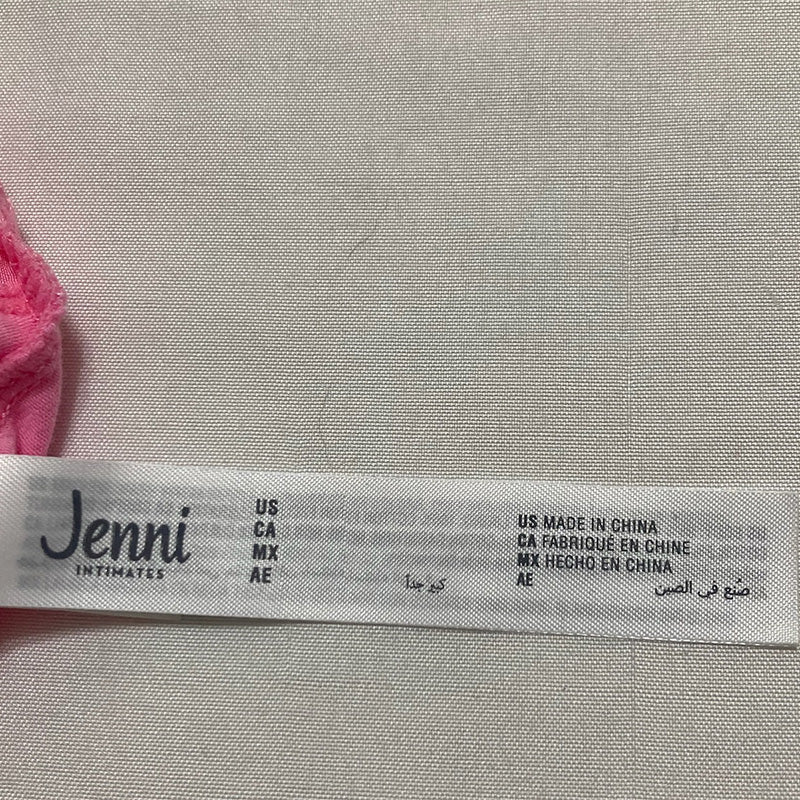 Jenni
INTIMATES
US
CA
MX
AE كبير جداً
US MADE IN CHINA
CA FABRIQUÉ EN CHINE
MX HECHO EN CHINA
AE صُنع في الصين